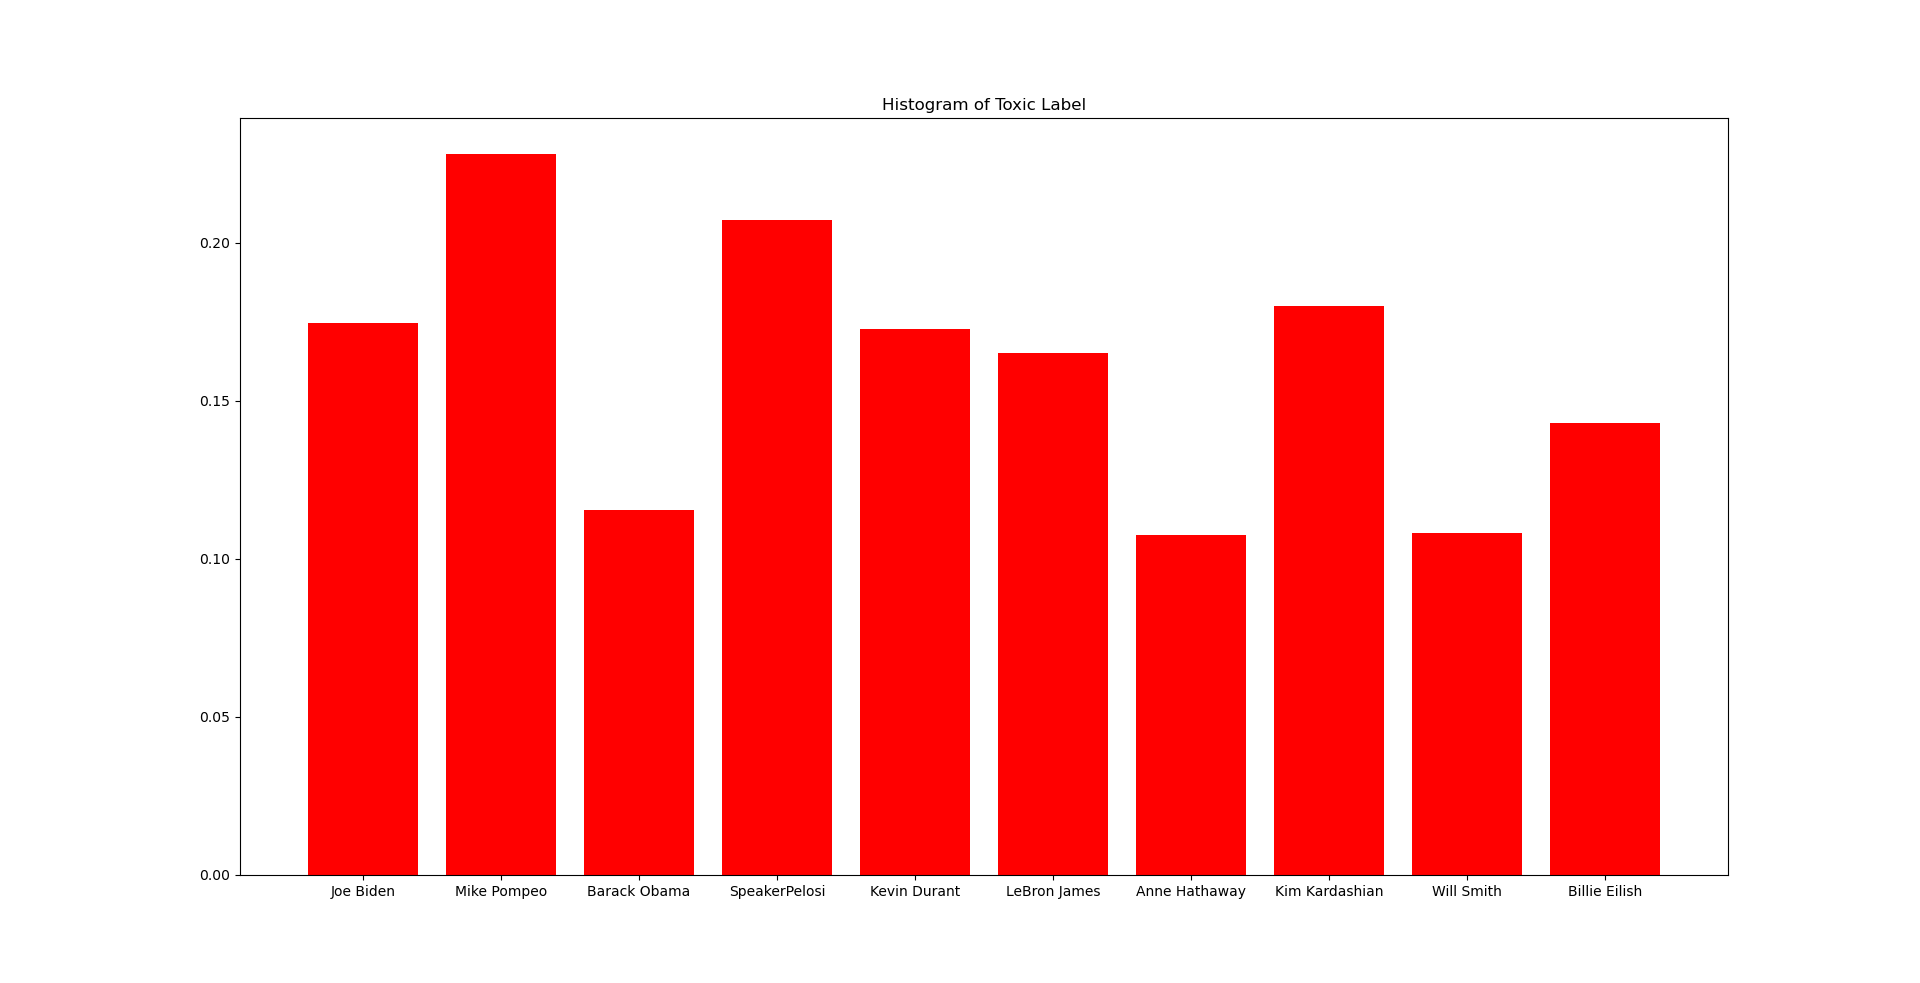 Histogram of Toxic Label
0.20
0.15
0.10
0.05
0.00
Joe Biden Mike Pompeo Barack Obama SpeakerPelosi Kevin Durant LeBron James Anne Hathaway Kim Kardashian Will Smith Billie Eilish